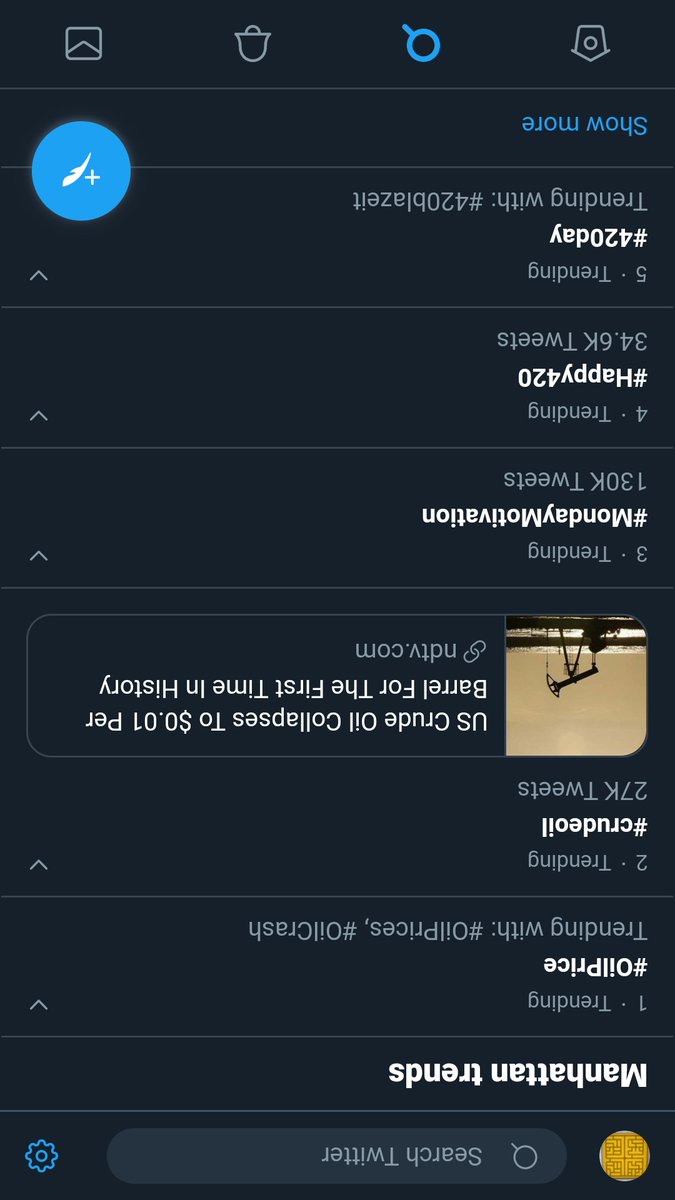 Search Twitter
Manhattan trends
1 · Trending
#OilPrice
Trending with: #OilPrices, #OilCrash
2 · Trending
#crudeoil
27K Tweets
US Crude Oil Collapses To $0.01 Per
Barrel For The First Time In History
ndtv.com
3 · Trending
#MondayMotivation
130K Tweets
4 · Trending
#Happy420
34.6K Tweets
5 · Trending
#420day
Trending with: #420blazeit
Show more